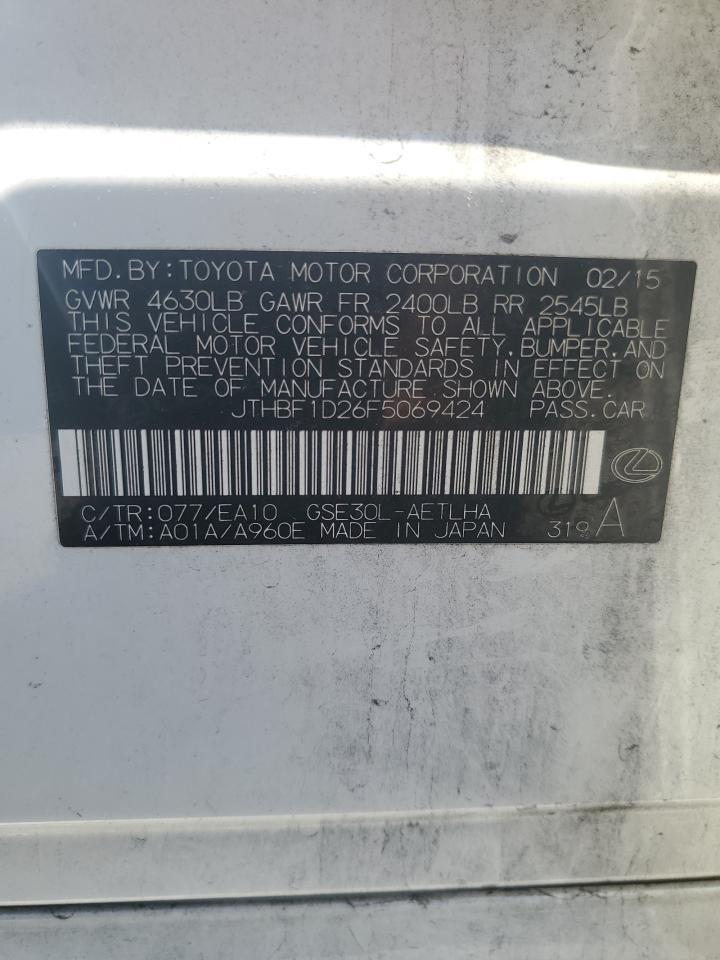 MFD.BY:TOYOTA MOTOR CORPORATION 02/15
GVWR 4630LB GAWR FR 2400LB RR 2545LB
THIS VEHICLE CONFORMS TO ALL APPLICABLE
FEDERAL MOTOR VEHICLE SAFETY,BUMPER,AND
THEFT PREVENTION STANDARDS IN EFFECT ON
THE DATE OF MANUFACTURE SHOWN ABOVE.
JTHBF1D26F5069424 PASS.CAR
C/TR:077/EA10 GSE30L-AETLHA
A/TM:A01A/A960E MADE IN JAPAN 319 A